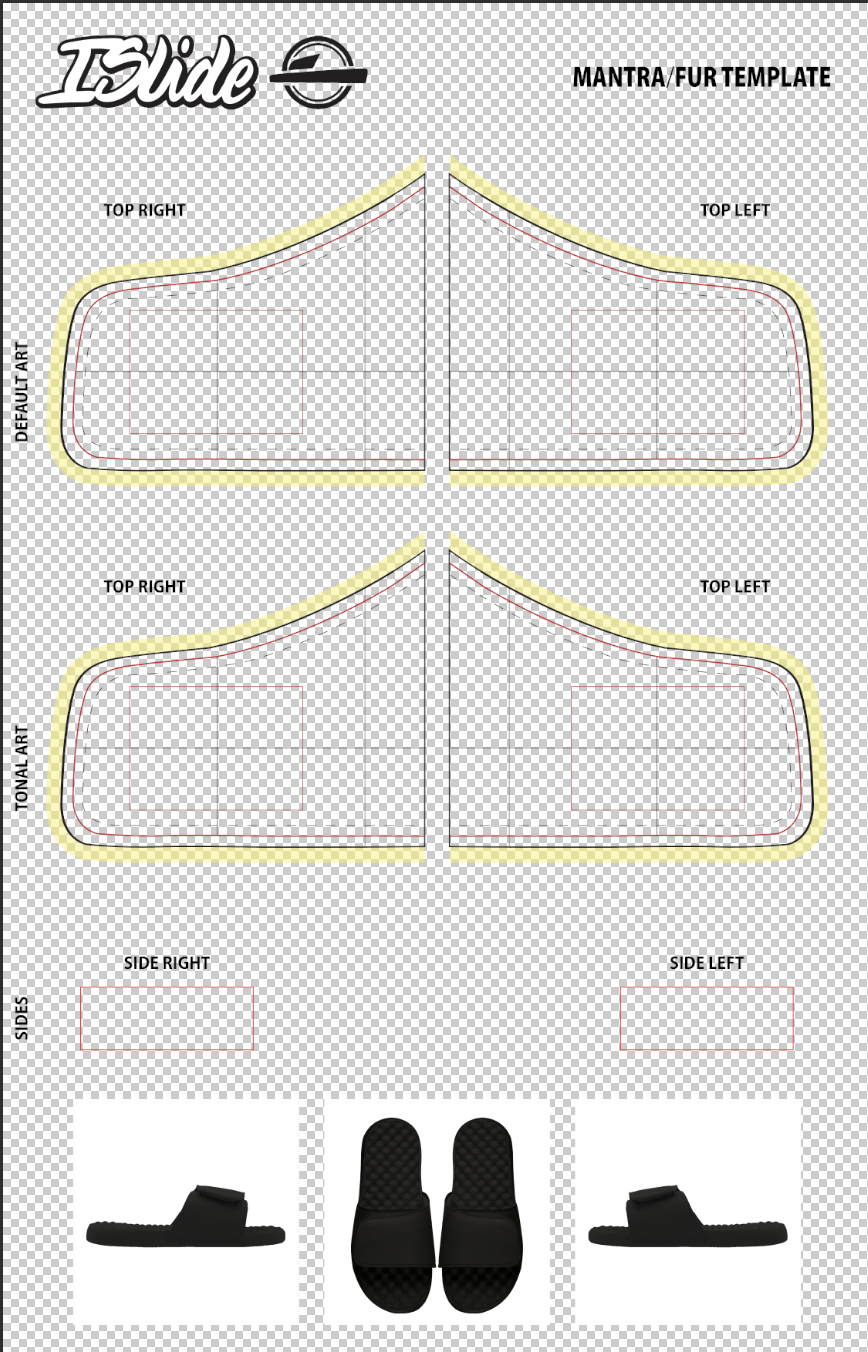 ISlide
MANTRA/FUR TEMPLATE
TOP RIGHT
TOP LEFT
DEFAULT ART
TOP RIGHT
TOP LEFT
TONAL ART
SIDE RIGHT
SIDE LEFT
SIDES